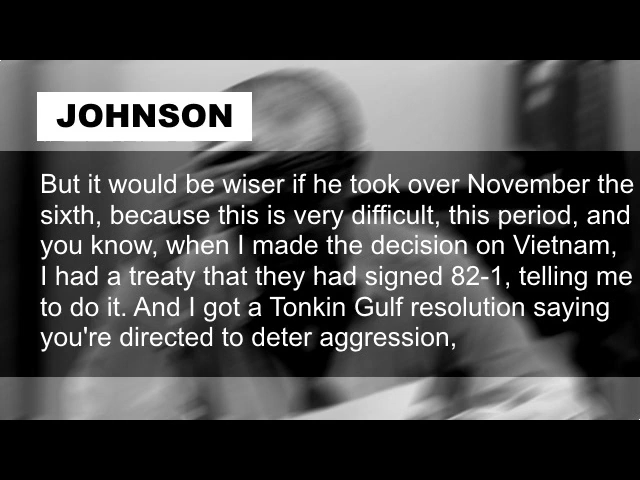 JOHNSON
But it would be wiser if he took over November the
sixth, because this is very difficult, this period, and
you know, when I made the decision on Vietnam,
I had a treaty that they had signed 82-1, telling me
to do it. And I got a Tonkin Gulf resolution saying
you're directed to deter aggression,